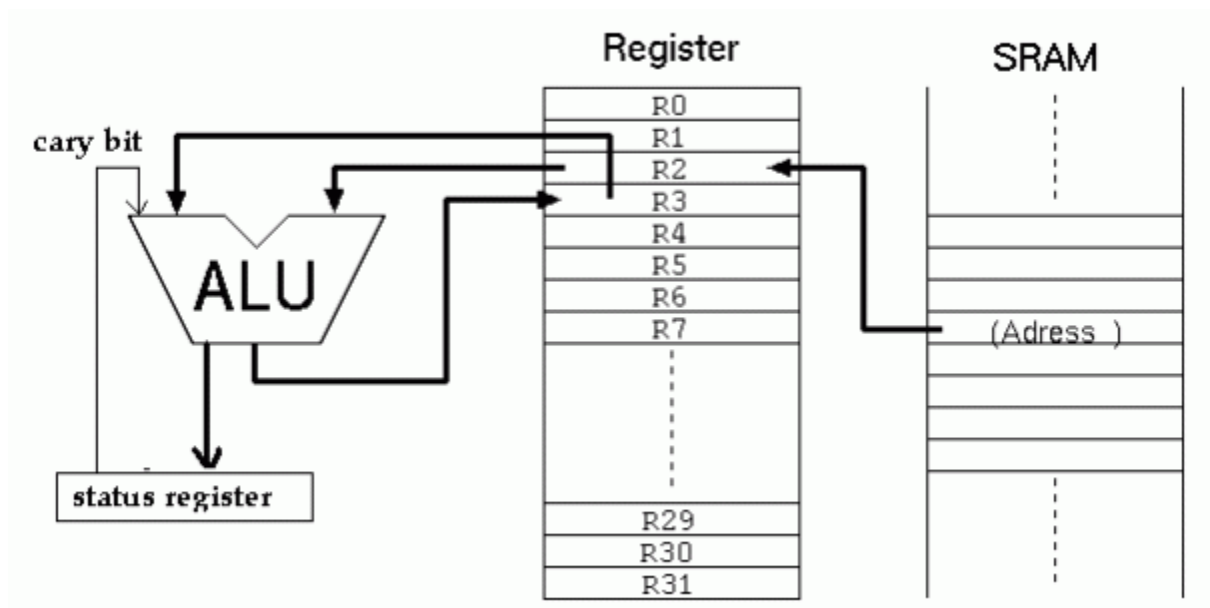 Register
SRAM
cary bit
R0
R1
R2
R3
R4
R5
R6
R7
ALU
(Adress )
status register
R29
R30
R31